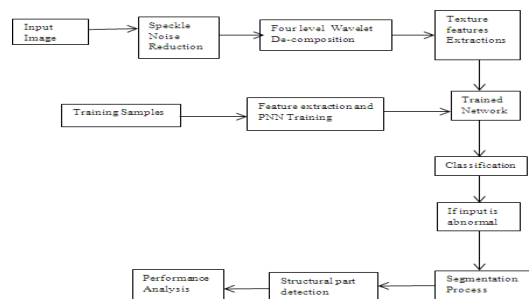 Input
Image
Speckle
Noise
Reduction
Four level Wavelet
De-composition
Texture
features
Extractions
Training Samples
Feature extraction and
PNN Training
Trained
Network
Classification
If input is
abnormal
Segmentation
Process
Structural part
detection
Performance
Analysis